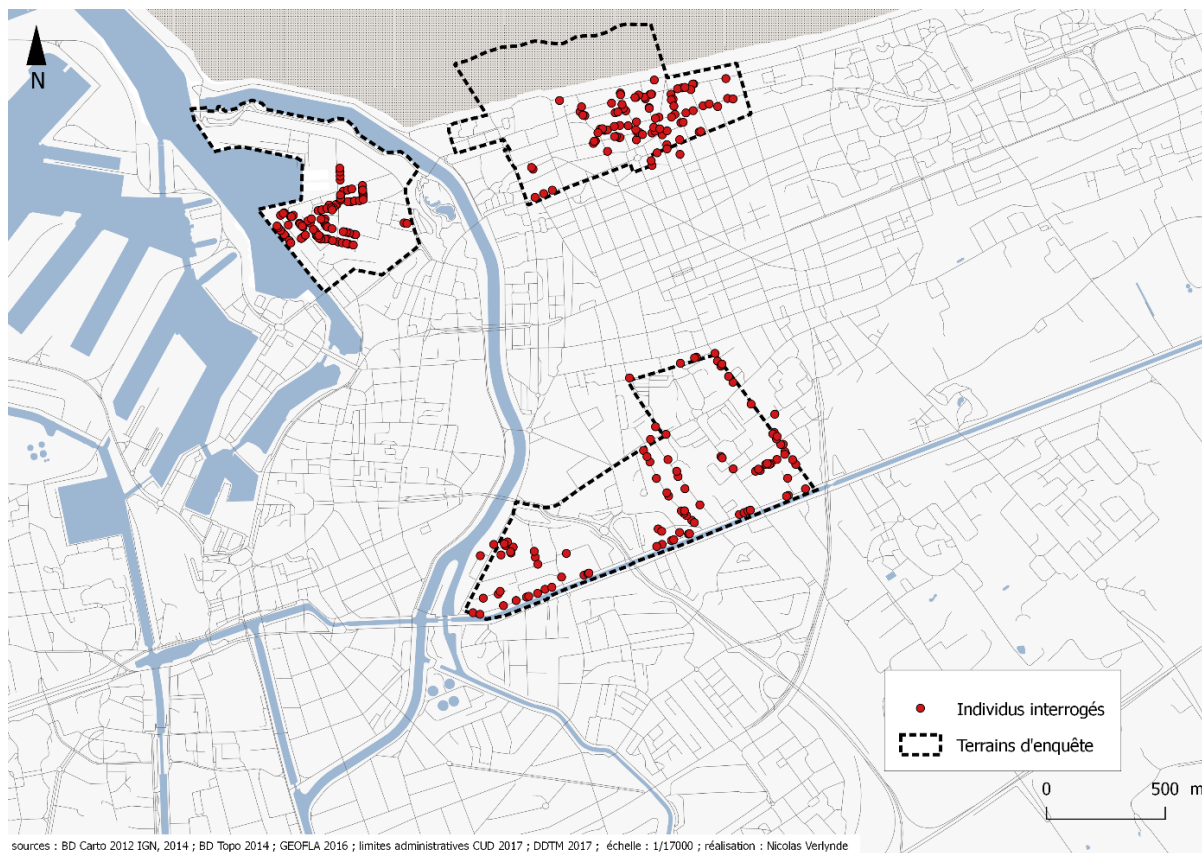 N
Individus interrogés
Terrains d'enquête
0 500 m
sources : BD Carto 2012 IGN, 2014 ; BD Topo 2014 ; GEOFLA 2016 ; limites administratives CUD 2017 ; DDTM 2017 ; échelle : 1/17000 ; réalisation : Nicolas Verlynde